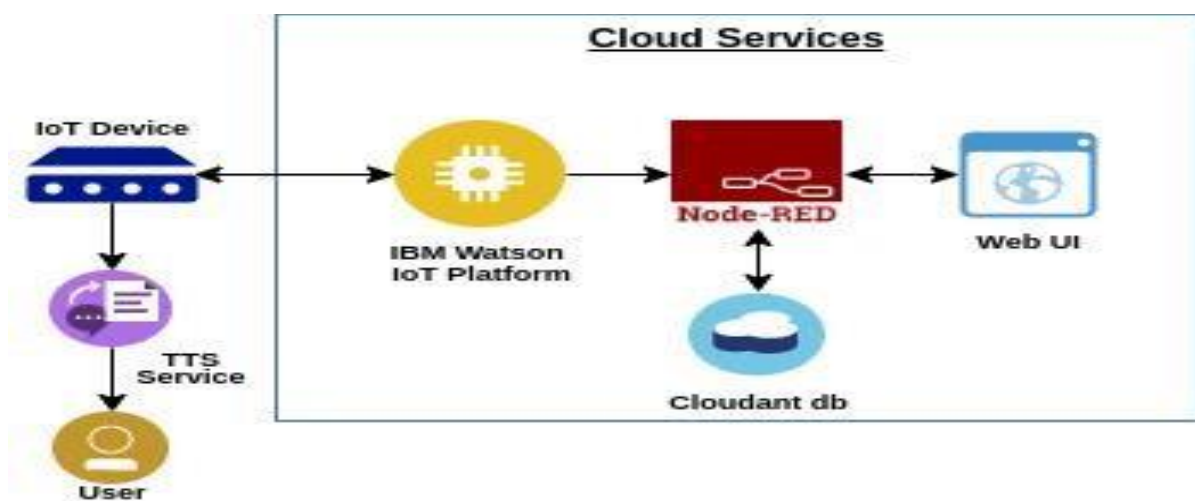 Cloud Services
IoT Device
Node-RED
IBM Watson
IoT Platform
Web UI
TTS
Service
Cloudant db
User